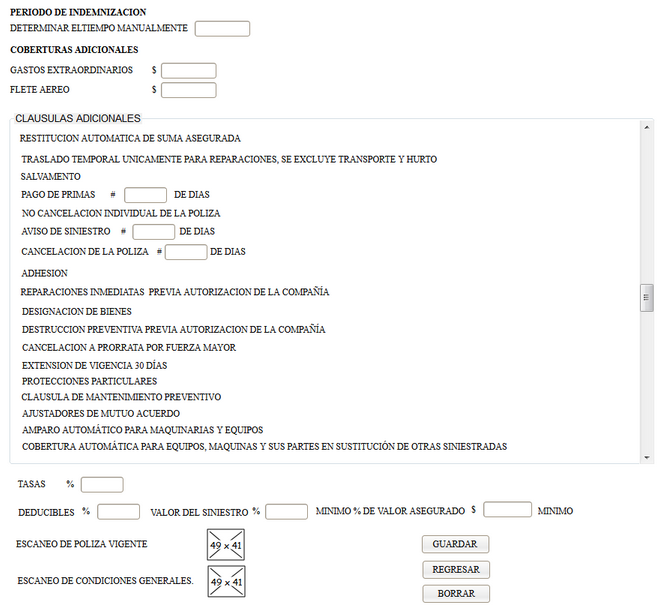 PERIODO DE INDEMNIZACION
DETERMINAR ELTIEMPO MANUALMENTE
COBERTURAS ADICIONALES
GASTOS EXTRAORDINARIOS $
FLETE AEREO $
CLAUSULAS ADICIONALES
RESTITUCION AUTOMATICA DE SUMA ASEGURADA
TRASLADO TEMPORAL UNICAMENTE PARA REPARACIONES, SE EXCLUYE TRANSPORTE Y HURTO
SALVAMENTO
PAGO DE PRIMAS # DE DIAS
NO CANCELACION INDIVIDUAL DE LA POLIZA
AVISO DE SINIESTRO # DE DIAS
CANCELACION DE LA POLIZA # DE DIAS
ADHESION
REPARACIONES INMEDIATAS PREVIA AUTORIZACION DE LA COMPAÑÍA
DESIGNACION DE BIENES
DESTRUCCION PREVENTIVA PREVIA AUTORIZACION DE LA COMPAÑÍA
CANCELACION A PRORRATA POR FUERZA MAYOR
EXTENSION DE VIGENCIA 30 DÍAS
PROTECCIONES PARTICULARES
CLAUSULA DE MANTENIMIENTO PREVENTIVO
AJUSTADORES DE MUTUO ACUERDO
AMPARO AUTOMÁTICO PARA MAQUINARIAS Y EQUIPOS
COBERTURA AUTOMÁTICA PARA EQUIPOS, MAQUINAS Y SUS PARTES EN SUSTITUCIÓN DE OTRAS SINIESTRADAS
TASAS %
DEDUCIBLES % VALOR DEL SINIESTRO % MINIMO % DE VALOR ASEGURADO $ MINIMO
ESCANEO DE POLIZA VIGENTE 49 x 41 GUARDAR
REGRESAR
ESCANEO DE CONDICIONES GENERALES. 49 x 41
BORRAR